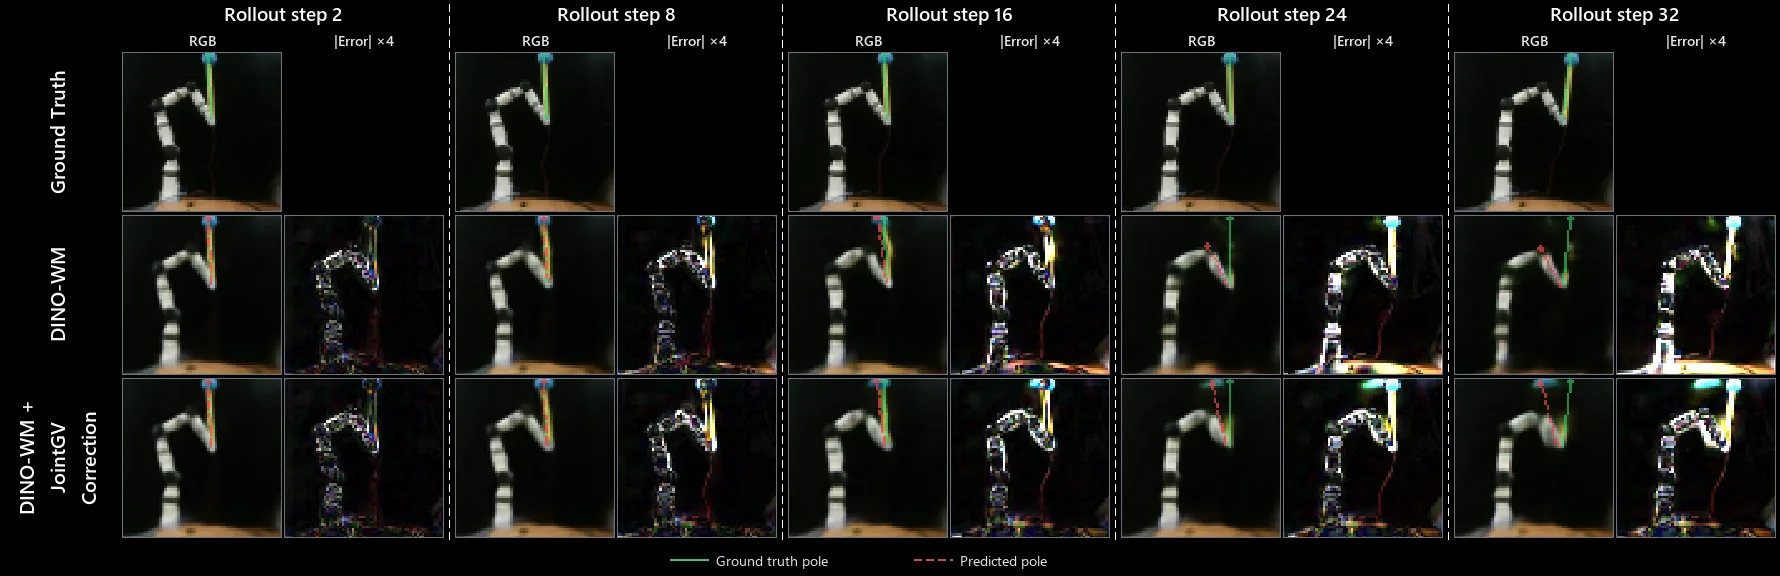 Rollout step 2
Rollout step 8
Rollout step 16
Rollout step 24
Rollout step 32
RGB
|Error| ×4
RGB
|Error| ×4
RGB
|Error| ×4
RGB
|Error| ×4
RGB
|Error| ×4
Ground Truth
DINO-WM
DINO-WM +
JointGV
Correction
Ground truth pole
Predicted pole